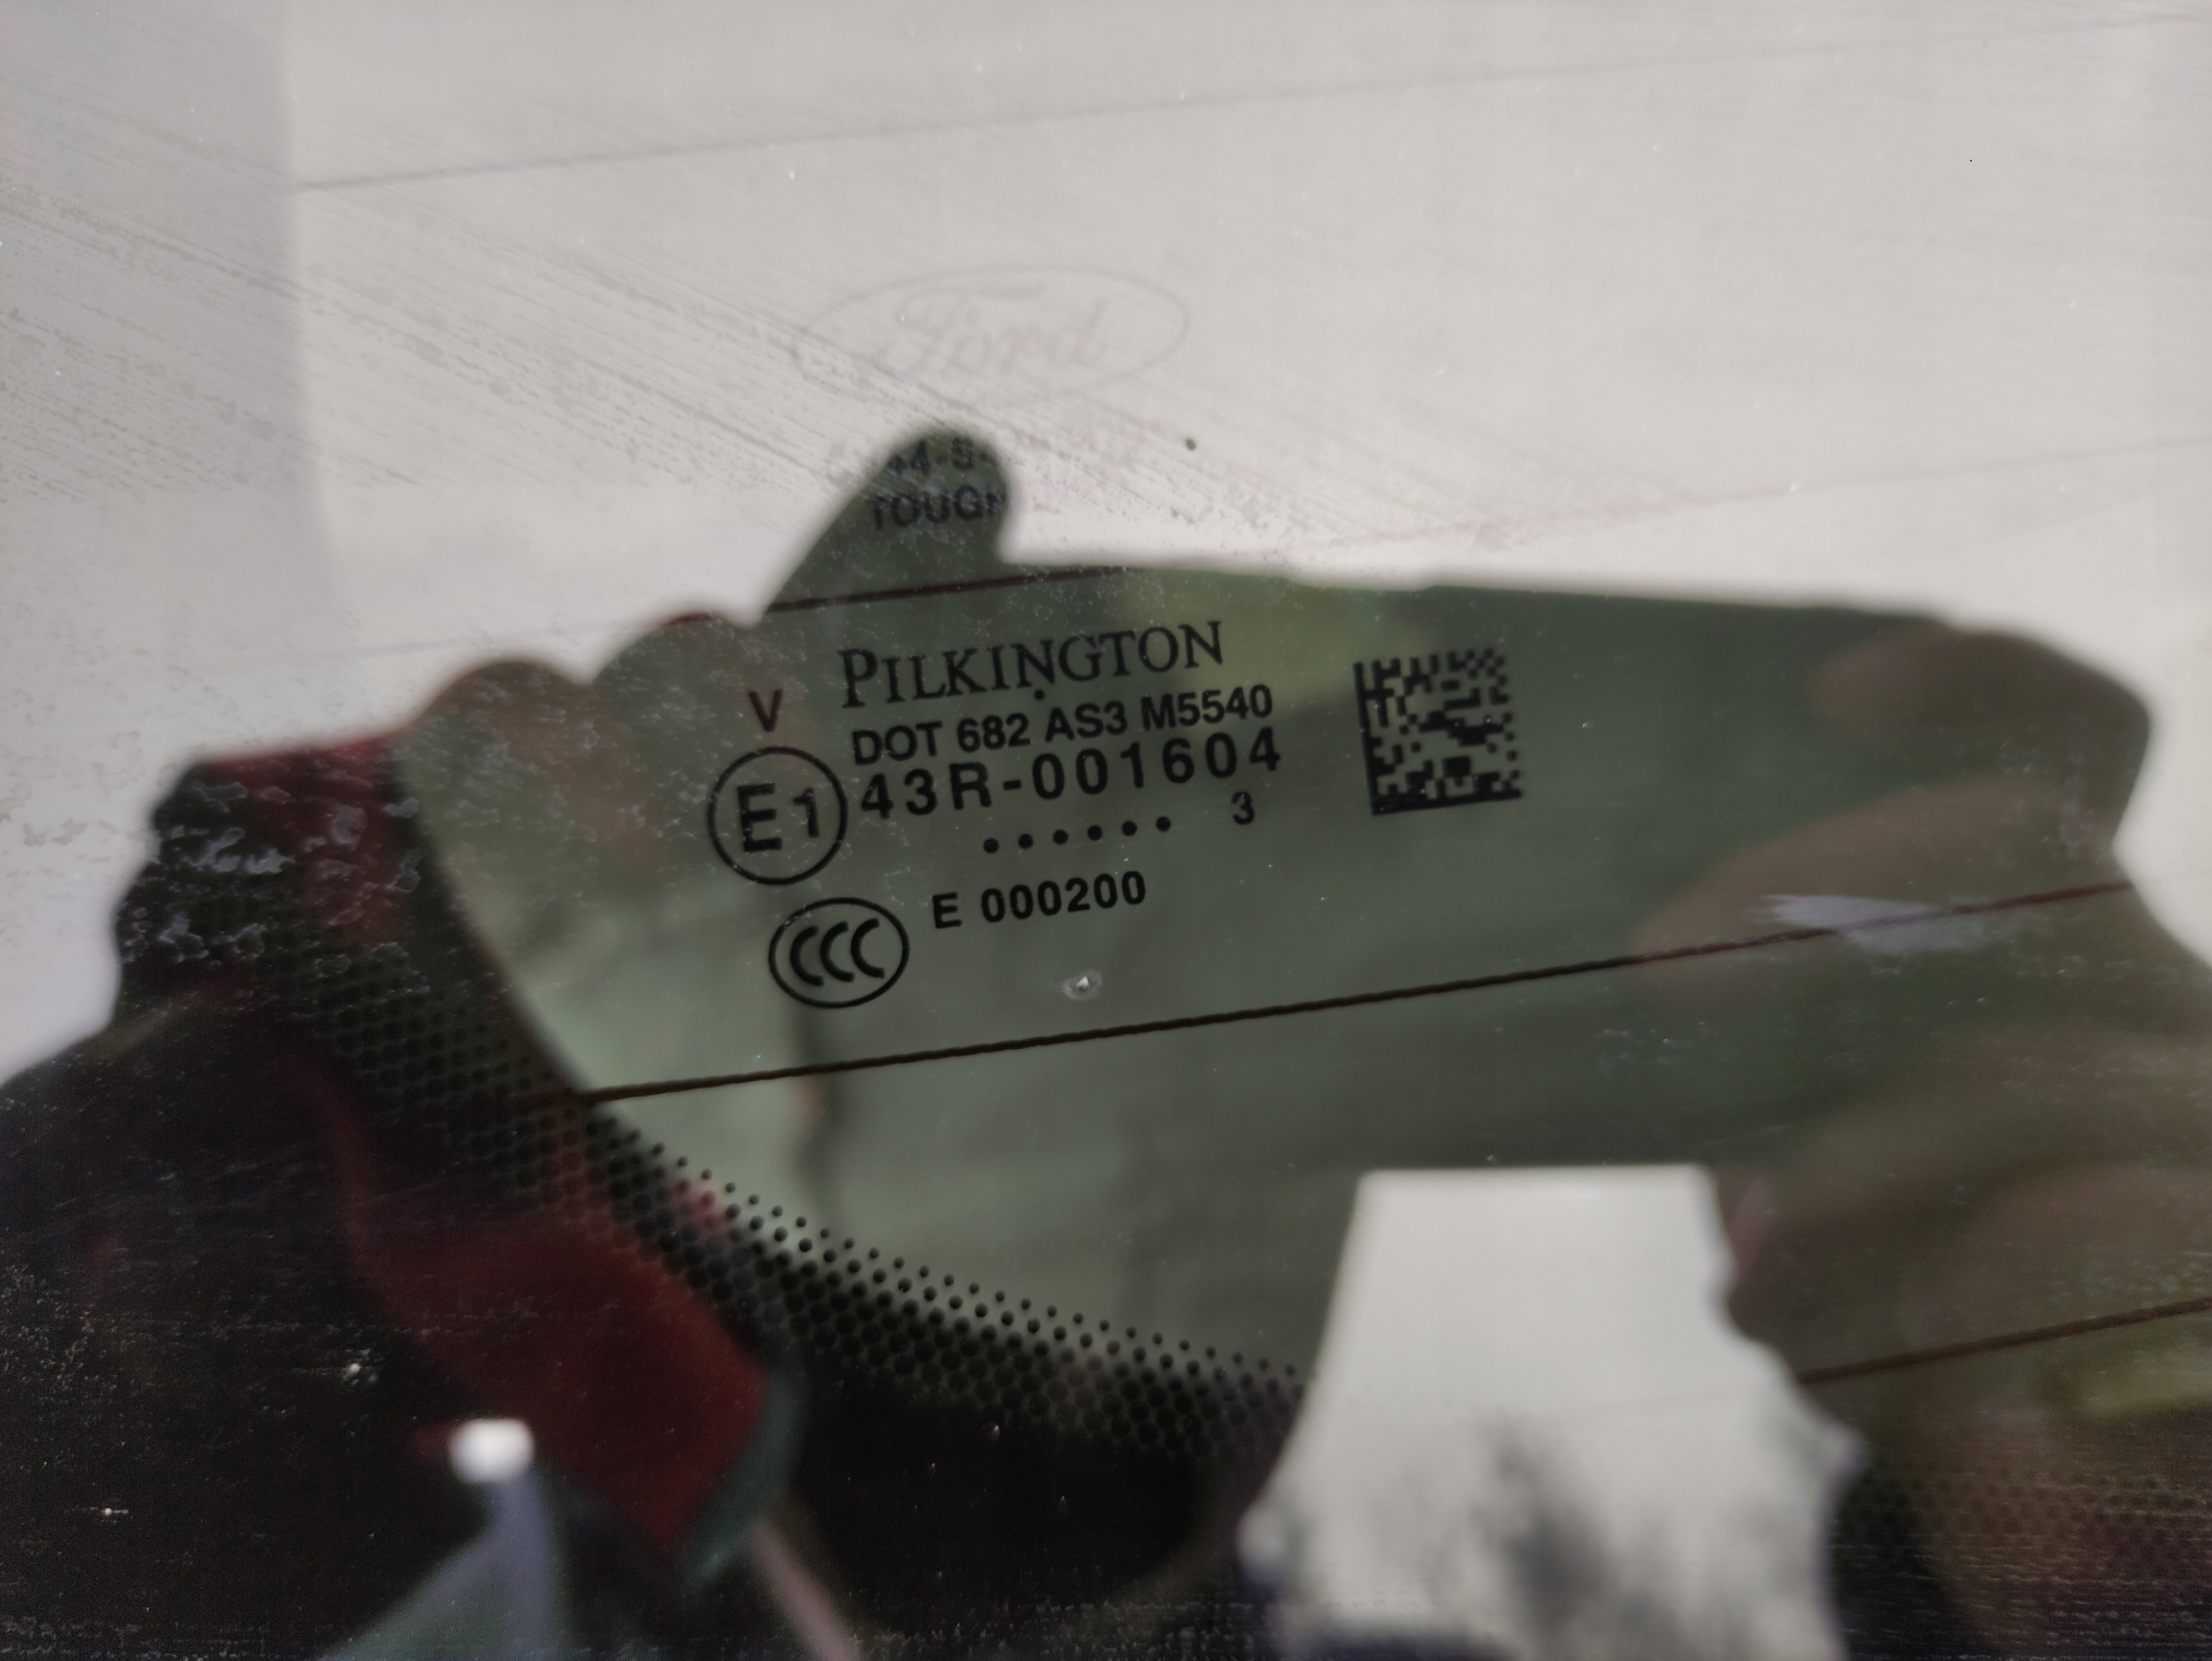 Ford
TOUGH
PILKINGTON
V
DOT 682 AS3 M5540
E1 43R-001604
...... 3
CCC E 000200